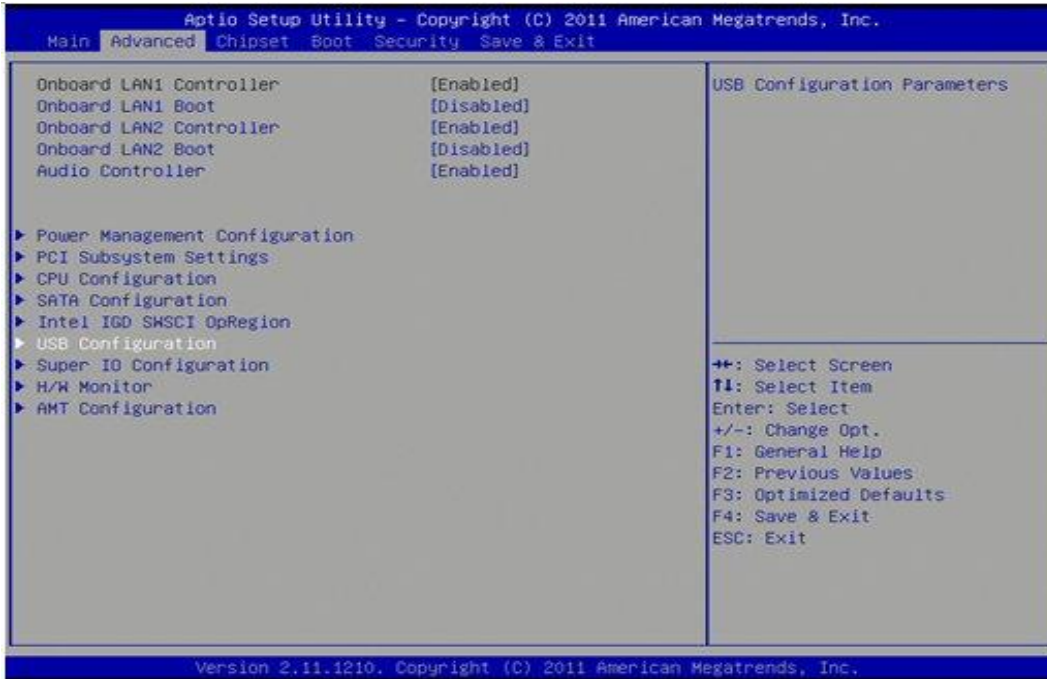 Aptio Setup Utility – Copyright (C) 2011 American Megatrends, Inc.
Main Advanced Chipset Boot Security Save & Exit
Onboard LAN1 Controller [Enabled]
Onboard LAN1 Boot [Disabled]
Onboard LAN2 Controller [Enabled]
Onboard LAN2 Boot [Disabled]
Audio Controller [Enabled]
▶ Power Management Configuration
▶ PCI Subsystem Settings
▶ CPU Configuration
▶ SATA Configuration
▶ Intel IGD SWSCI OpRegion
▶ USB Configuration
▶ Super IO Configuration
▶ H/W Monitor
▶ AMT Configuration
USB Configuration Parameters
→←: Select Screen
↑↓: Select Item
Enter: Select
+/-: Change Opt.
F1: General Help
F2: Previous Values
F3: Optimized Defaults
F4: Save & Exit
ESC: Exit
Version 2.11.1210. Copyright (C) 2011 American Megatrends, Inc.